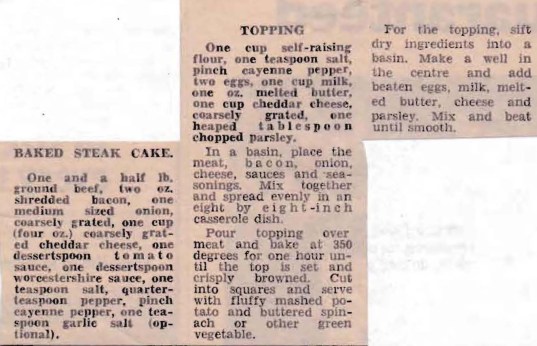 BAKED STEAK CAKE.
One and a half lb.
ground beef, two oz.
shredded bacon, one
medium sized onion,
coarsely grated, one cup
(four oz.) coarsely grat-
ed cheddar cheese, one
dessertspoon tomato
sauce, one dessertspoon
worcestershire sauce, one
teaspoon salt, quarter-
teaspoon pepper, pinch
cayenne pepper, one tea-
spoon garlic salt (op-
tional).
TOPPING
One cup self-raising
flour, one teaspoon salt,
pinch cayenne pepper,
two eggs, one cup milk,
one oz. melted butter,
one cup cheddar cheese,
coarsely grated, one
heaped tablespoon
chopped parsley.
In a basin, place the
meat, bacon, onion,
cheese, sauces and sea-
sonings. Mix together
and spread evenly in an
eight by eight-inch
casserole dish.
Pour topping over
meat and bake at 350
degrees for one hour un-
til the top is set and
crisply browned. Cut
into squares and serve
with fluffy mashed po-
tato and buttered spin-
ach or other green
vegetable.
For the topping, sift
dry ingredients into a
basin. Make a well in
the centre and add
beaten eggs, milk, melt-
ed butter, cheese and
parsley. Mix and beat
until smooth.